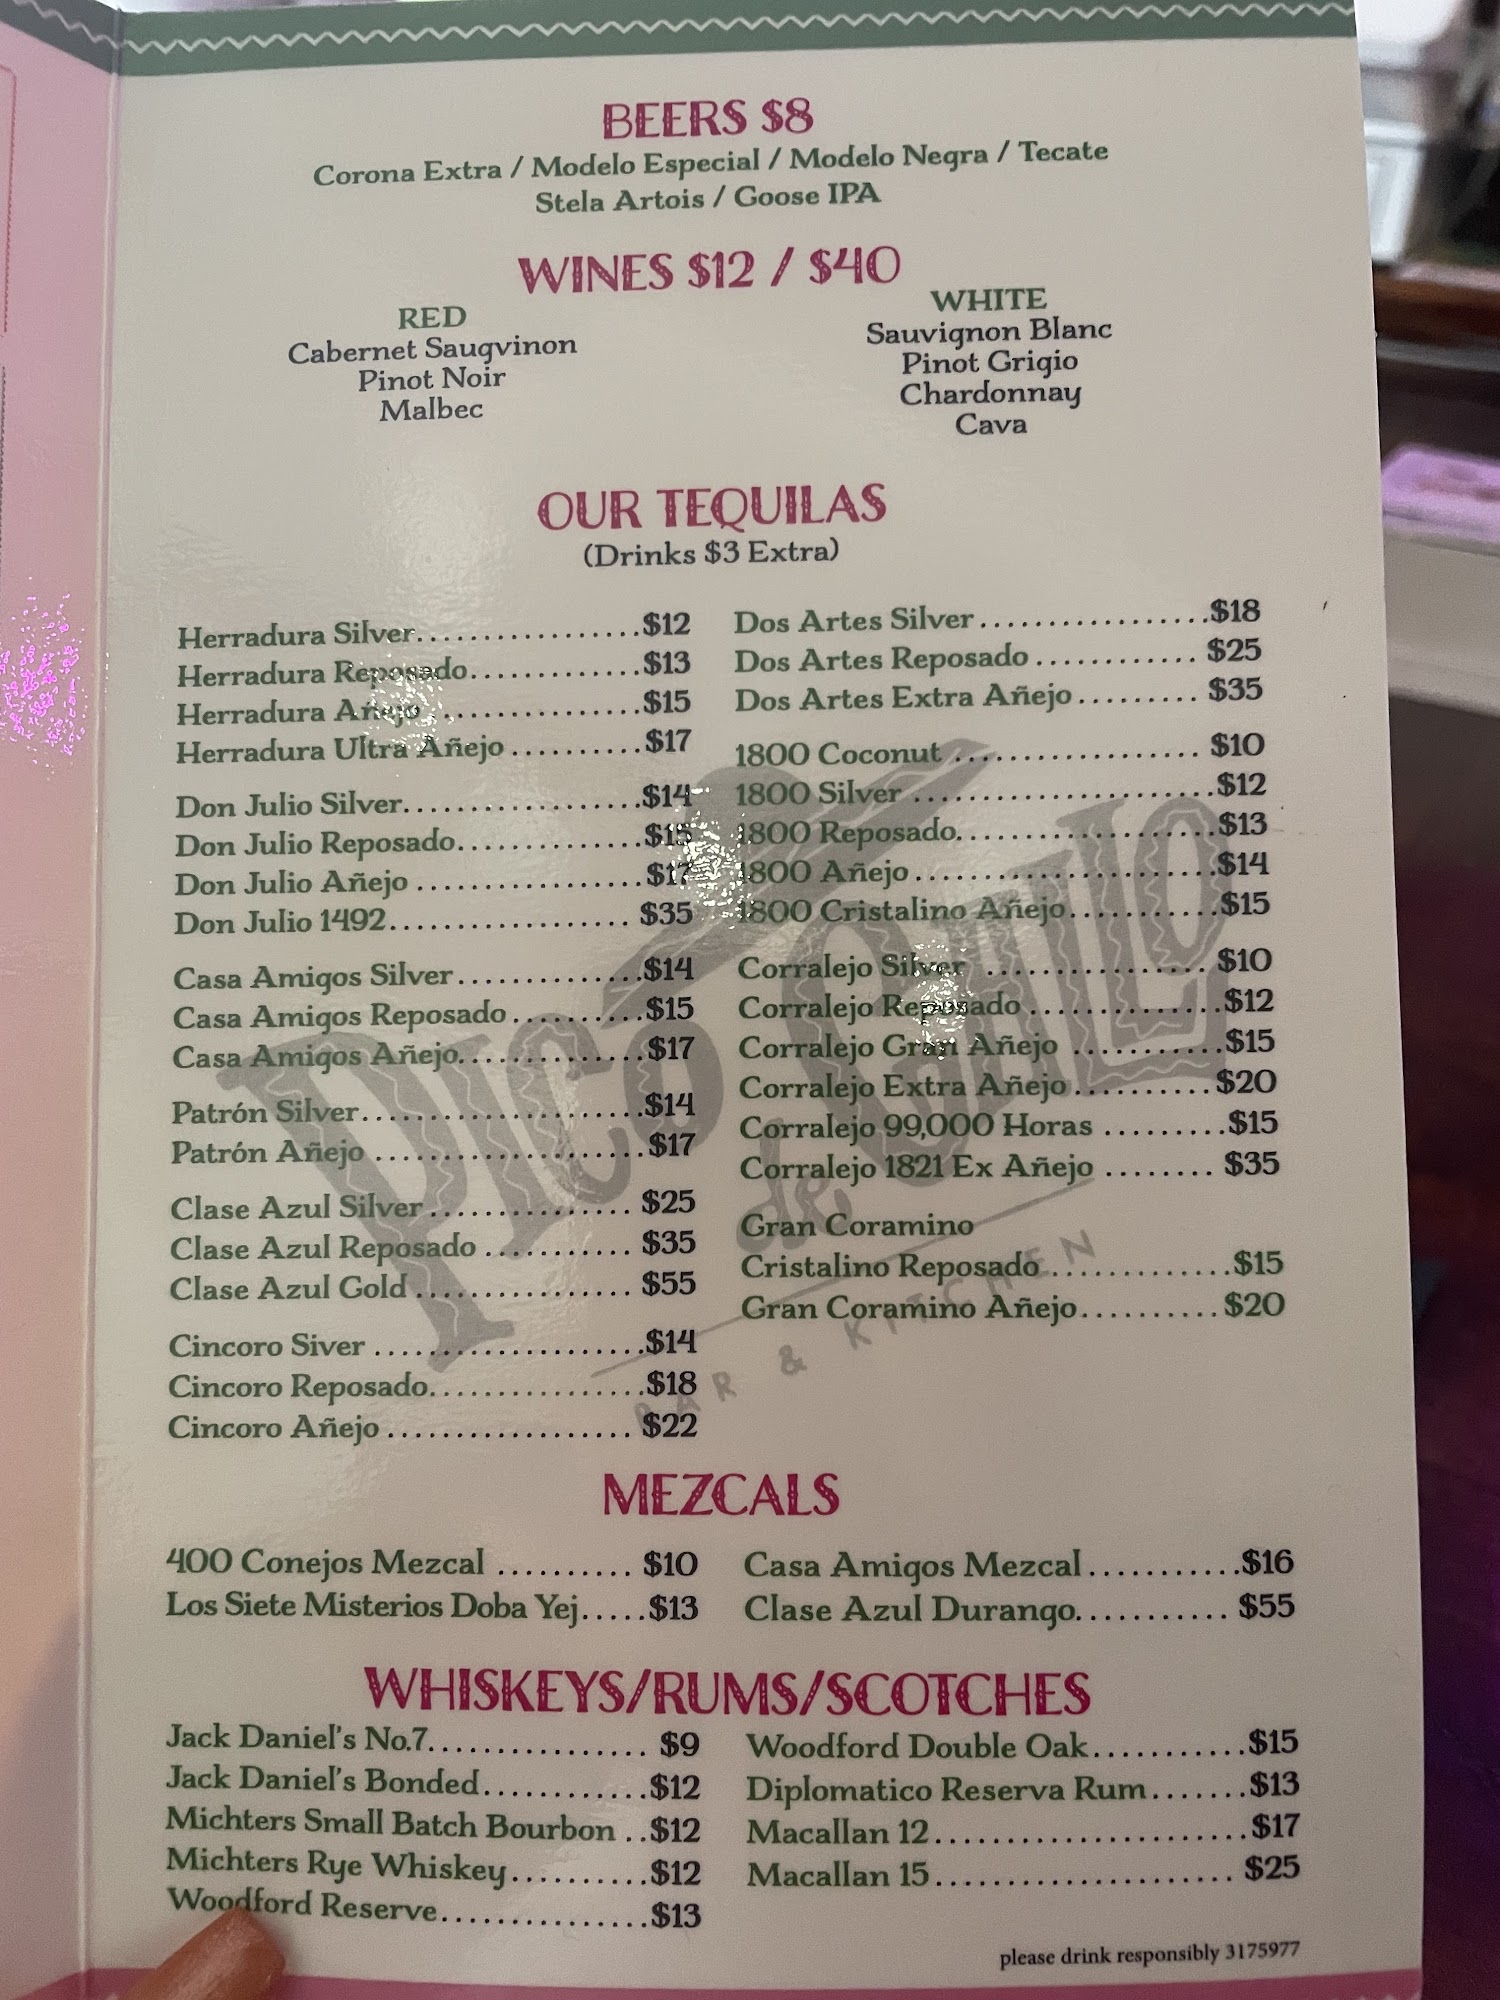 BEERS $8
Corona Extra / Modelo Especial / Modelo Negra / Tecate
Stela Artois / Goose IPA
WINES $12 / $40
RED
Cabernet Saugvinon
Pinot Noir
Malbec
WHITE
Sauvignon Blanc
Pinot Grigio
Chardonnay
Cava
OUR TEQUILAS
(Drinks $3 Extra)
Herradura Silver.................$12
Herradura Reposado.............$13
Herradura Añejo ...............$15
Herradura Ultra Añejo ..........$17
Don Julio Silver..................$14
Don Julio Reposado..............$15
Don Julio Añejo .................$17
Don Julio 1492.................. $35
Casa Amigos Silver..............$14
Casa Amigos Reposado..........$15
Casa Amigos Añejo..............$17
Patrón Silver.....................$14
Patrón Añejo ....................$17
Clase Azul Silver............... $25
Clase Azul Reposado ........... $35
Clase Azul Gold ................ $55
Cincoro Siver ....................$14
Cincoro Reposado................$18
Cincoro Añejo .................. $22
Dos Artes Silver.................$18
Dos Artes Reposado ............ $25
Dos Artes Extra Añejo......... $35
1800 Coconut .................. $10
1800 Silver ......................$12
1800 Reposado...................$13
1800 Añejo.......................$14
1800 Cristalino Añejo...........$15
Corralejo Silver ................ $10
Corralejo Reposado ..............$12
Corralejo Gran Añejo ...........$15
Corralejo Extra Añejo..........$20
Corralejo 99,000 Horas .........$15
Corralejo 1821 Ex Añejo ........ $35
Gran Coramino
Cristalino Reposado.............$15
Gran Coramino Añejo..........$20
PICO de GALLO
BAR & KITCHEN
MEZCALS
400 Conejos Mezcal .......... $10
Los Siete Misterios Doba Yej.....$13
Casa Amigos Mezcal...........$16
Clase Azul Durango............ $55
WHISKEYS/RUMS/SCOTCHES
Jack Daniel's No.7................ $9
Jack Daniel's Bonded............$12
Michters Small Batch Bourbon ..$12
Michters Rye Whiskey..........$12
Woodford Reserve...............$13
Woodford Double Oak...........$15
Diplomatico Reserva Rum.......$13
Macallan 12.......................$17
Macallan 15...................... $25
please drink responsibly 3175977